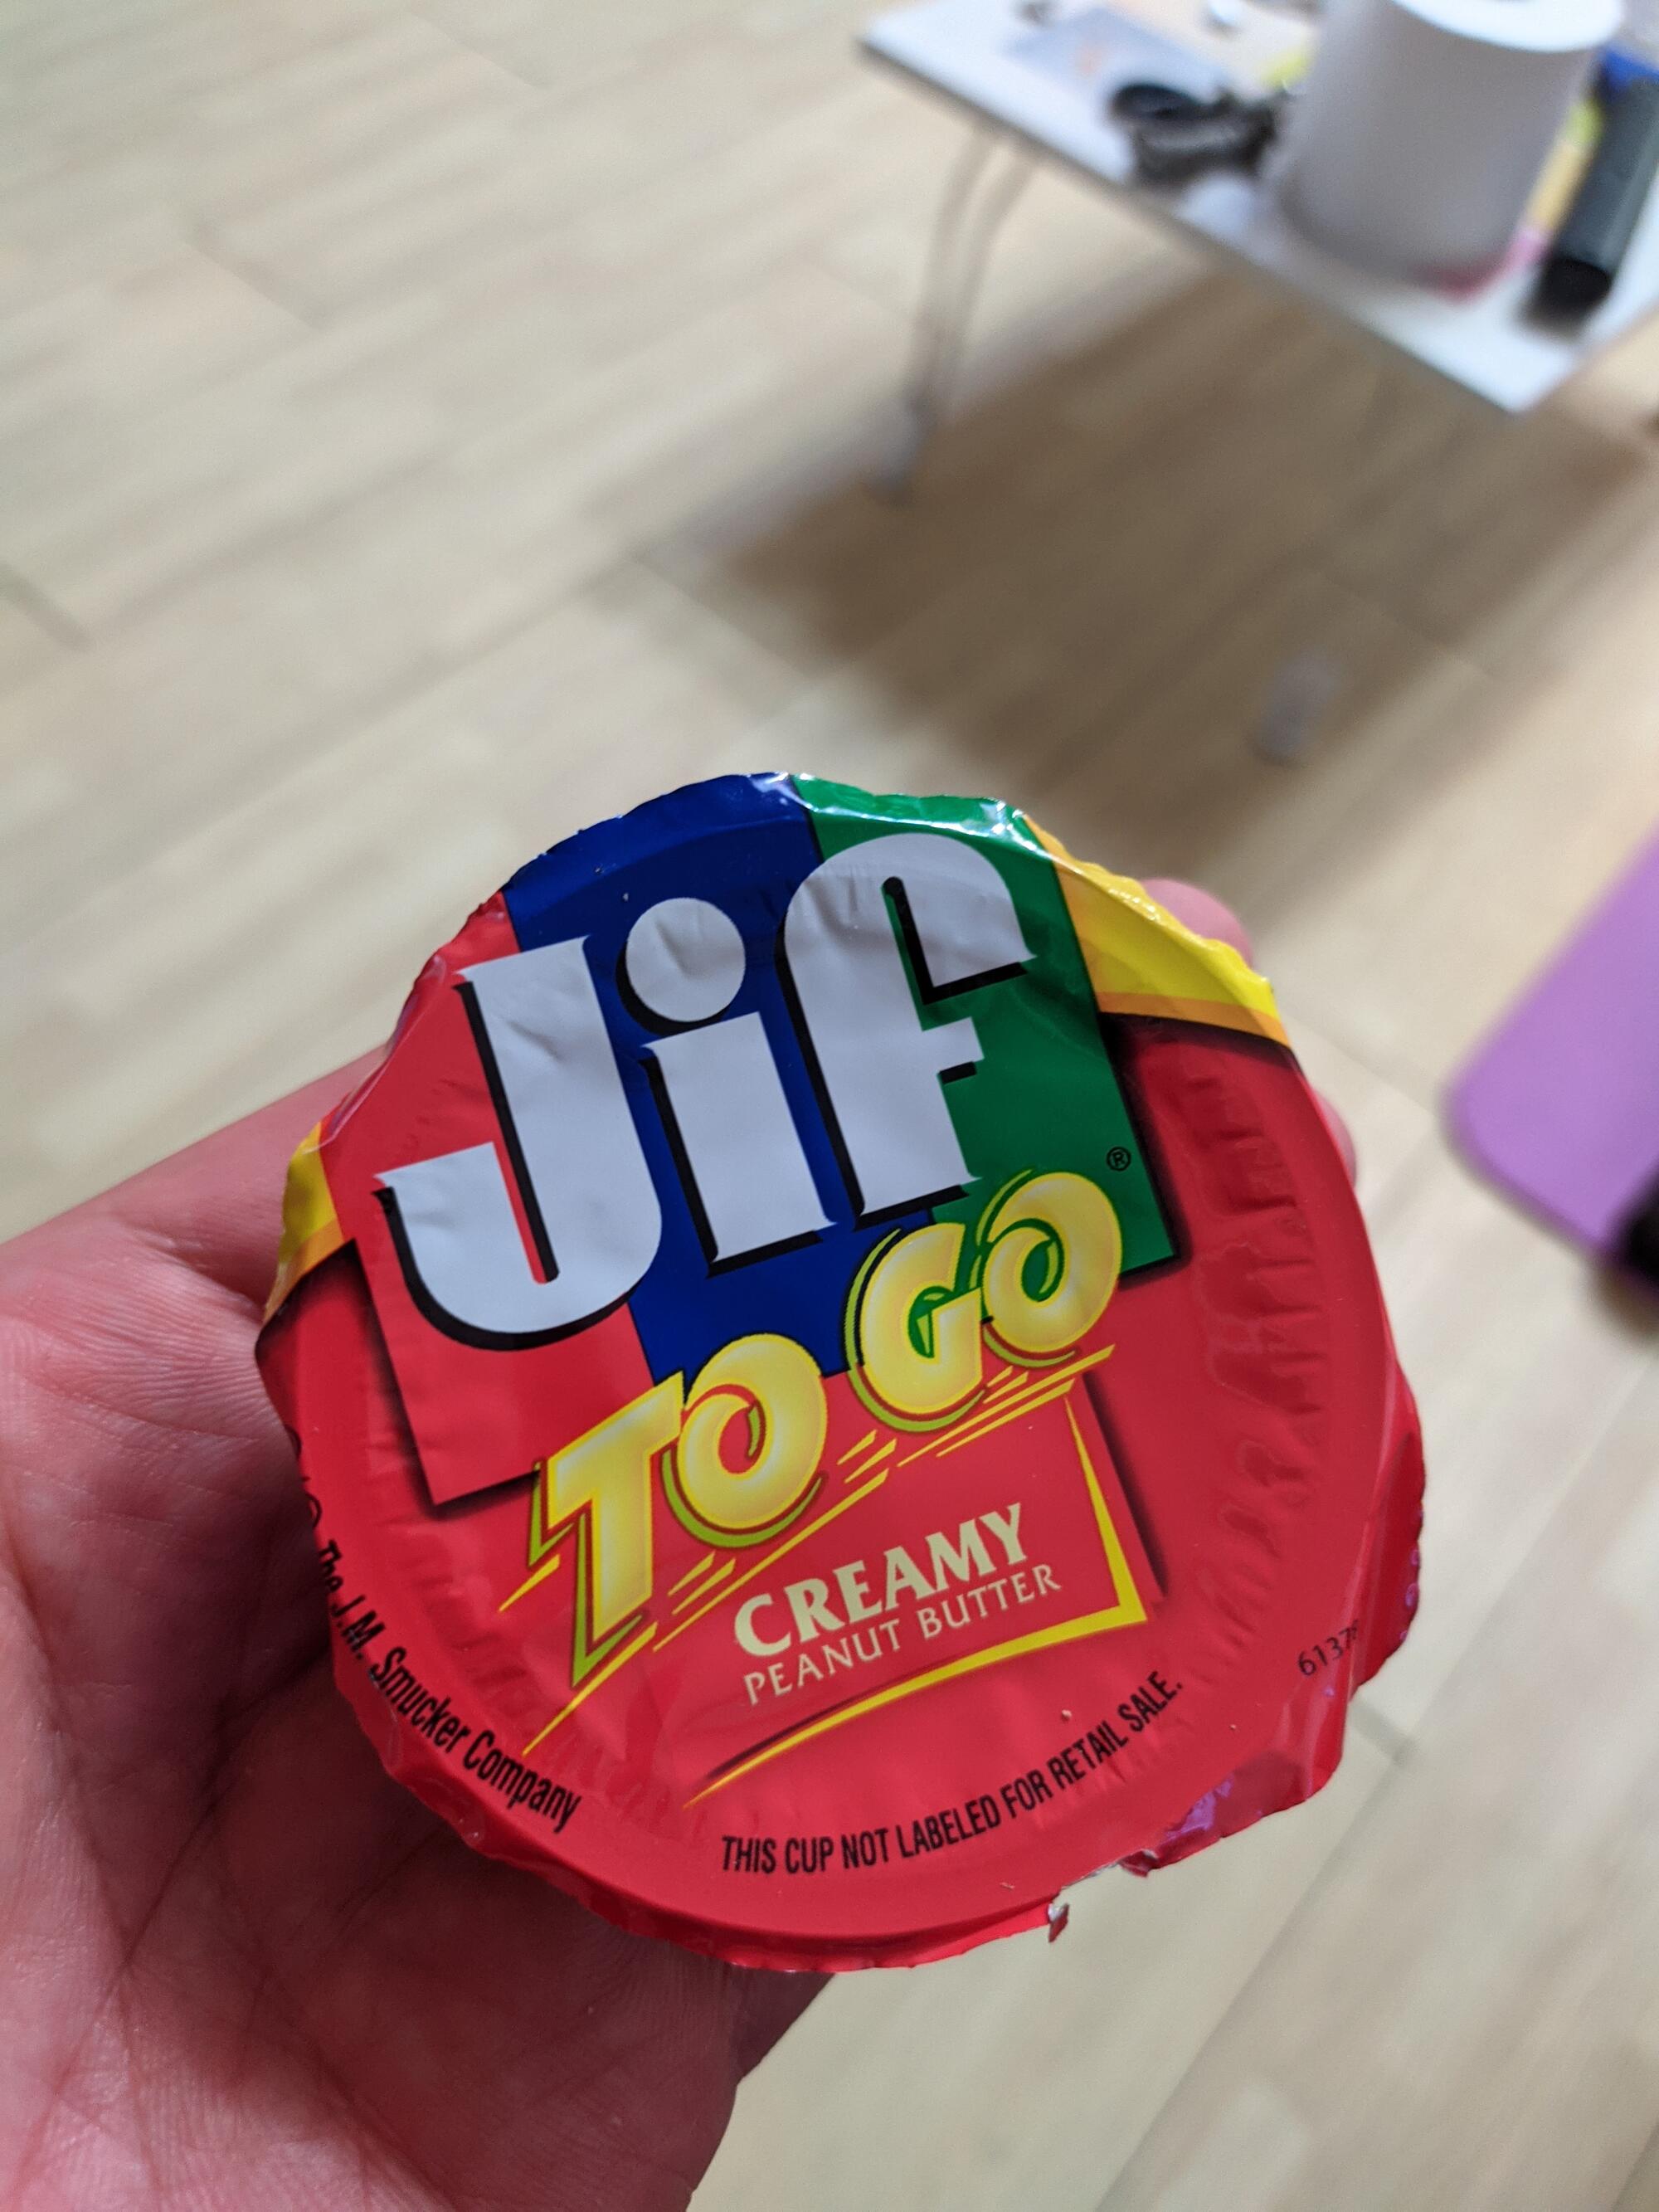 Jif®
TO GO
CREAMY
PEANUT BUTTER
The J.M. Smucker Company
THIS CUP NOT LABELED FOR RETAIL SALE.